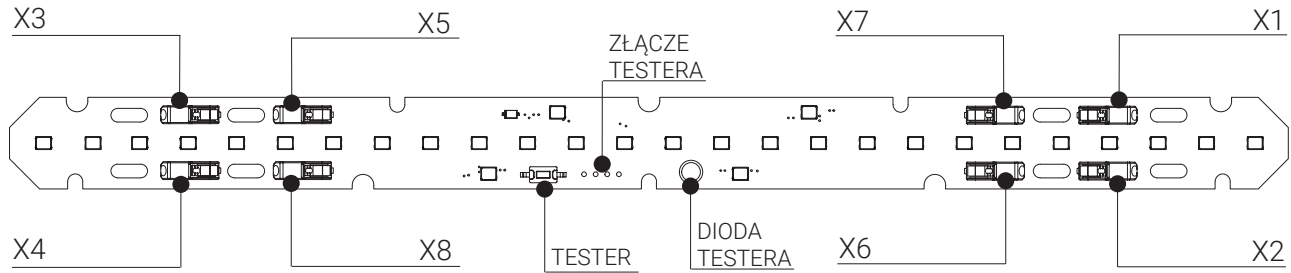 X3
X5
ZŁĄCZE
TESTERA
X7
X1
X4
X8
TESTER
DIODA
TESTERA
X6
X2